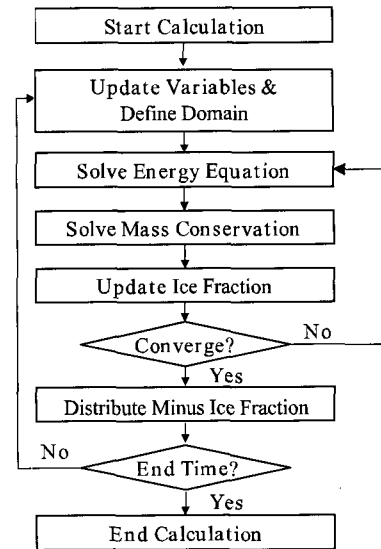 Start Calculation
Update Variables &
Define Domain
Solve Energy Equation
Solve Mass Conservation
Update Ice Fraction
Converge?
No
Yes
Distribute Minus Ice Fraction
No
End Time?
Yes
End Calculation